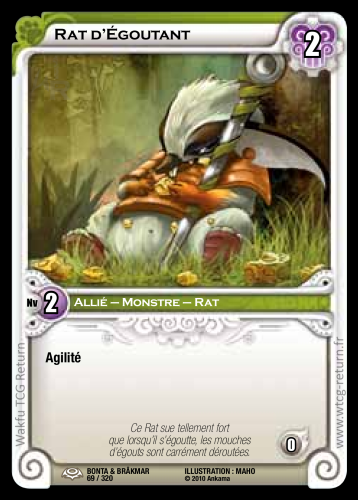 Rat d'Égoutant
2
Nv 2 Allié – Monstre – Rat
Agilité
Ce Rat sue tellement fort
que lorsqu'il s'égoutte, les mouches
d'égouts sont carrément déroutées.
0
BONTA & BRÂKMAR
69 / 320
ILLUSTRATION : MAHO
© 2010 Ankama
Wakfu TCG Return
www.wtcg-return.fr